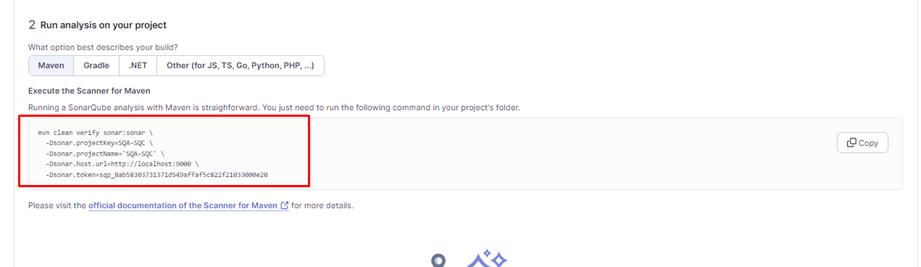 2 Run analysis on your project
What option best describes your build?
Maven Gradle .NET Other (for JS, TS, Go, Python, PHP, ...)
Execute the Scanner for Maven
Running a SonarQube analysis with Maven is straighforward. You just need to run the following command in your project's folder.
mvn clean verify sonar:sonar \
-Dsonar.projectKey=SQA-SQC \
-Dsonar.projectName='SQA-SQC' \
-Dsonar.host.url=http://localhost:9000 \
-Dsonar.token=sqp_8ab58303731371d549affaf5c822f21033000e20
Copy
Please visit the official documentation of the Scanner for Maven for more details.